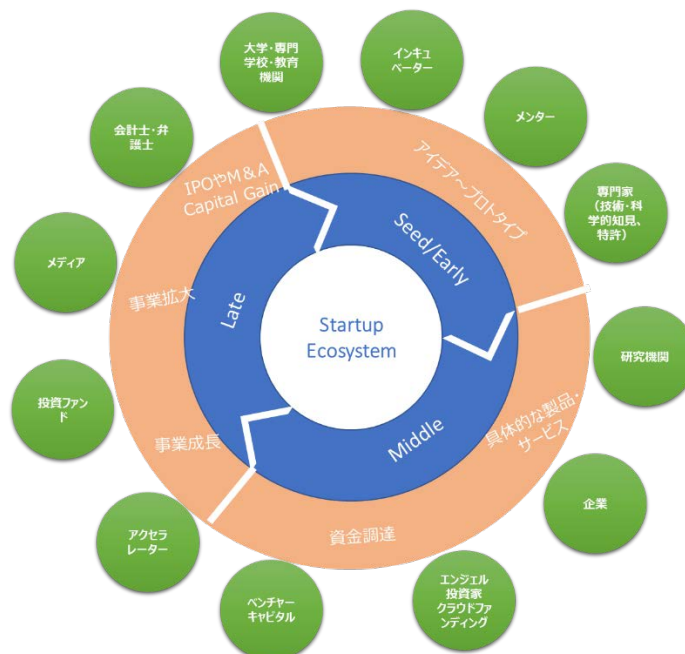 大学・専門
学校・教育
機関
インキュ
ベーター
メンター
専門家
（技術・科
学的知見、
特許）
研究機関
企業
エンジェル
投資家
クラウドファ
ンディング
ベンチャー
キャピタル
アクセラ
レーター
投資ファン
ド
メディア
会計士・弁
護士
アイデア～プロトタイプ
具体的な製品・
サービス
資金調達
事業成長
事業拡大
IPOやM＆A
Capital Gain
Seed/Early
Middle
Late
Startup
Ecosystem